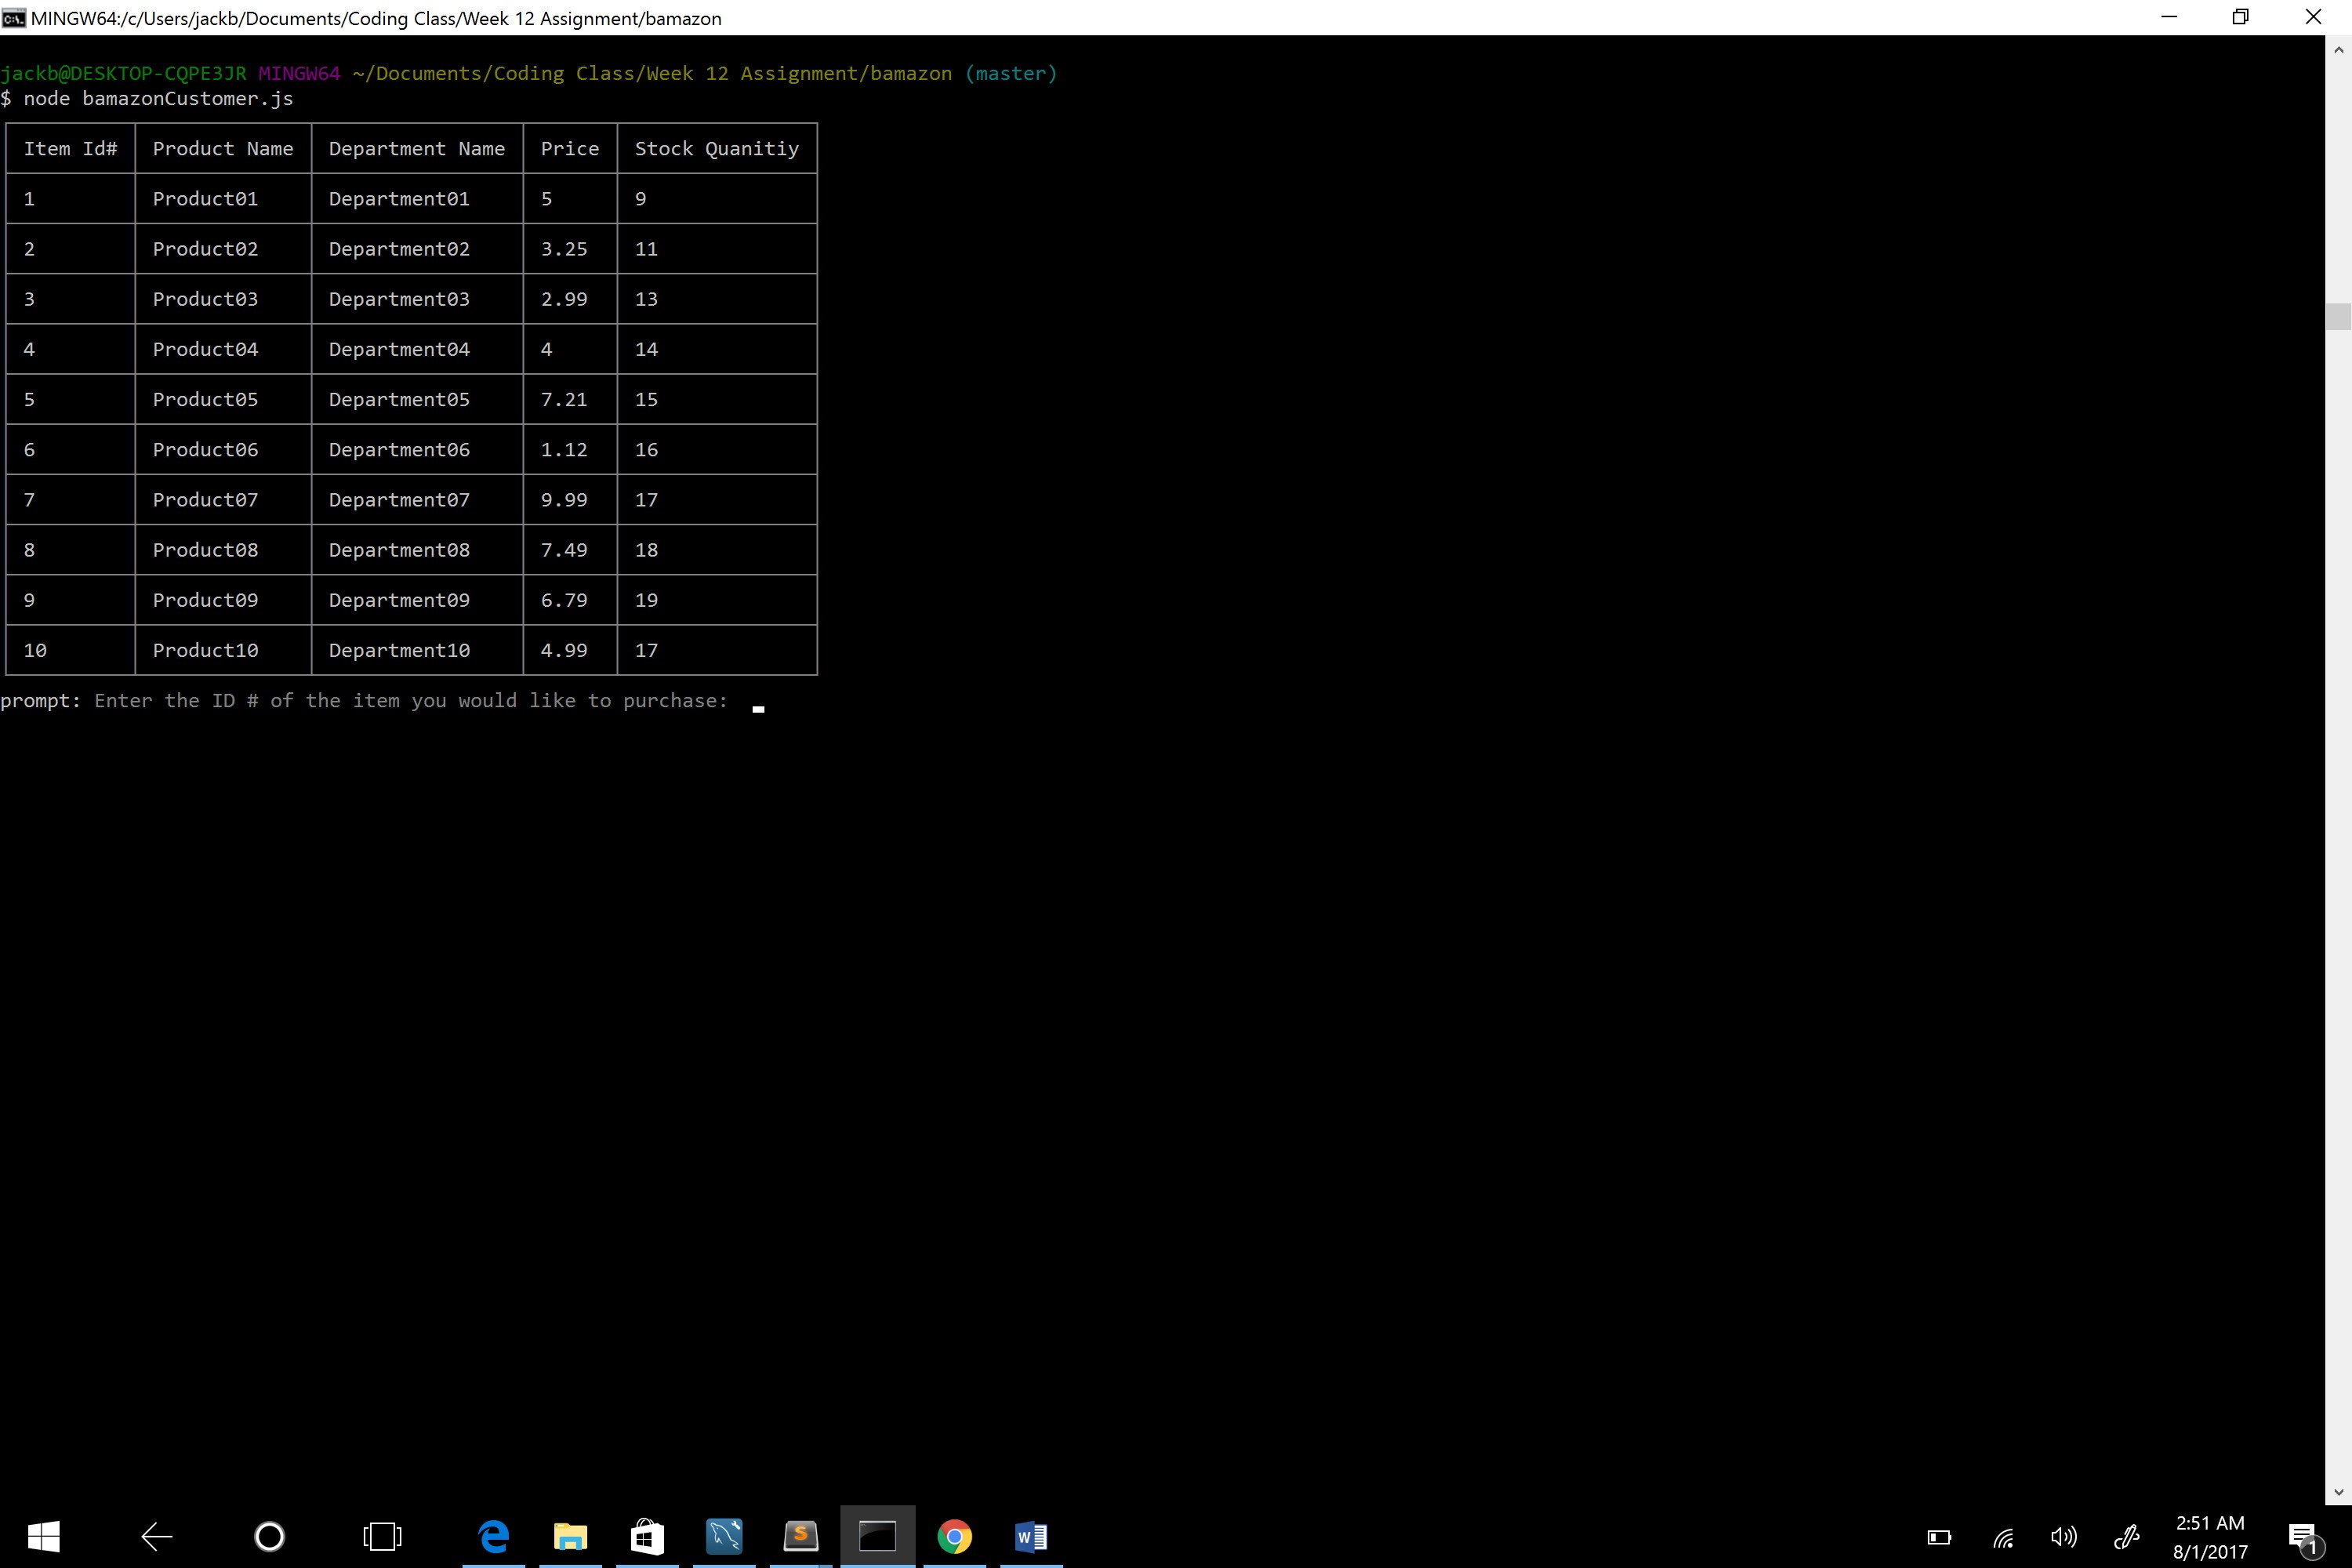 MINGW64:/c/Users/jackb/Documents/Coding Class/Week 12 Assignment/bamazon
jackb@DESKTOP-CQPE3JR MINGW64 ~/Documents/Coding Class/Week 12 Assignment/bamazon (master)
$ node bamazonCustomer.js
Item Id# Product Name Department Name Price Stock Quanitiy
1 Product01 Department01 5 9
2 Product02 Department02 3.25 11
3 Product03 Department03 2.99 13
4 Product04 Department04 4 14
5 Product05 Department05 7.21 15
6 Product06 Department06 1.12 16
7 Product07 Department07 9.99 17
8 Product08 Department08 7.49 18
9 Product09 Department09 6.79 19
10 Product10 Department10 4.99 17
prompt: Enter the ID # of the item you would like to purchase:
2:51 AM
8/1/2017
1